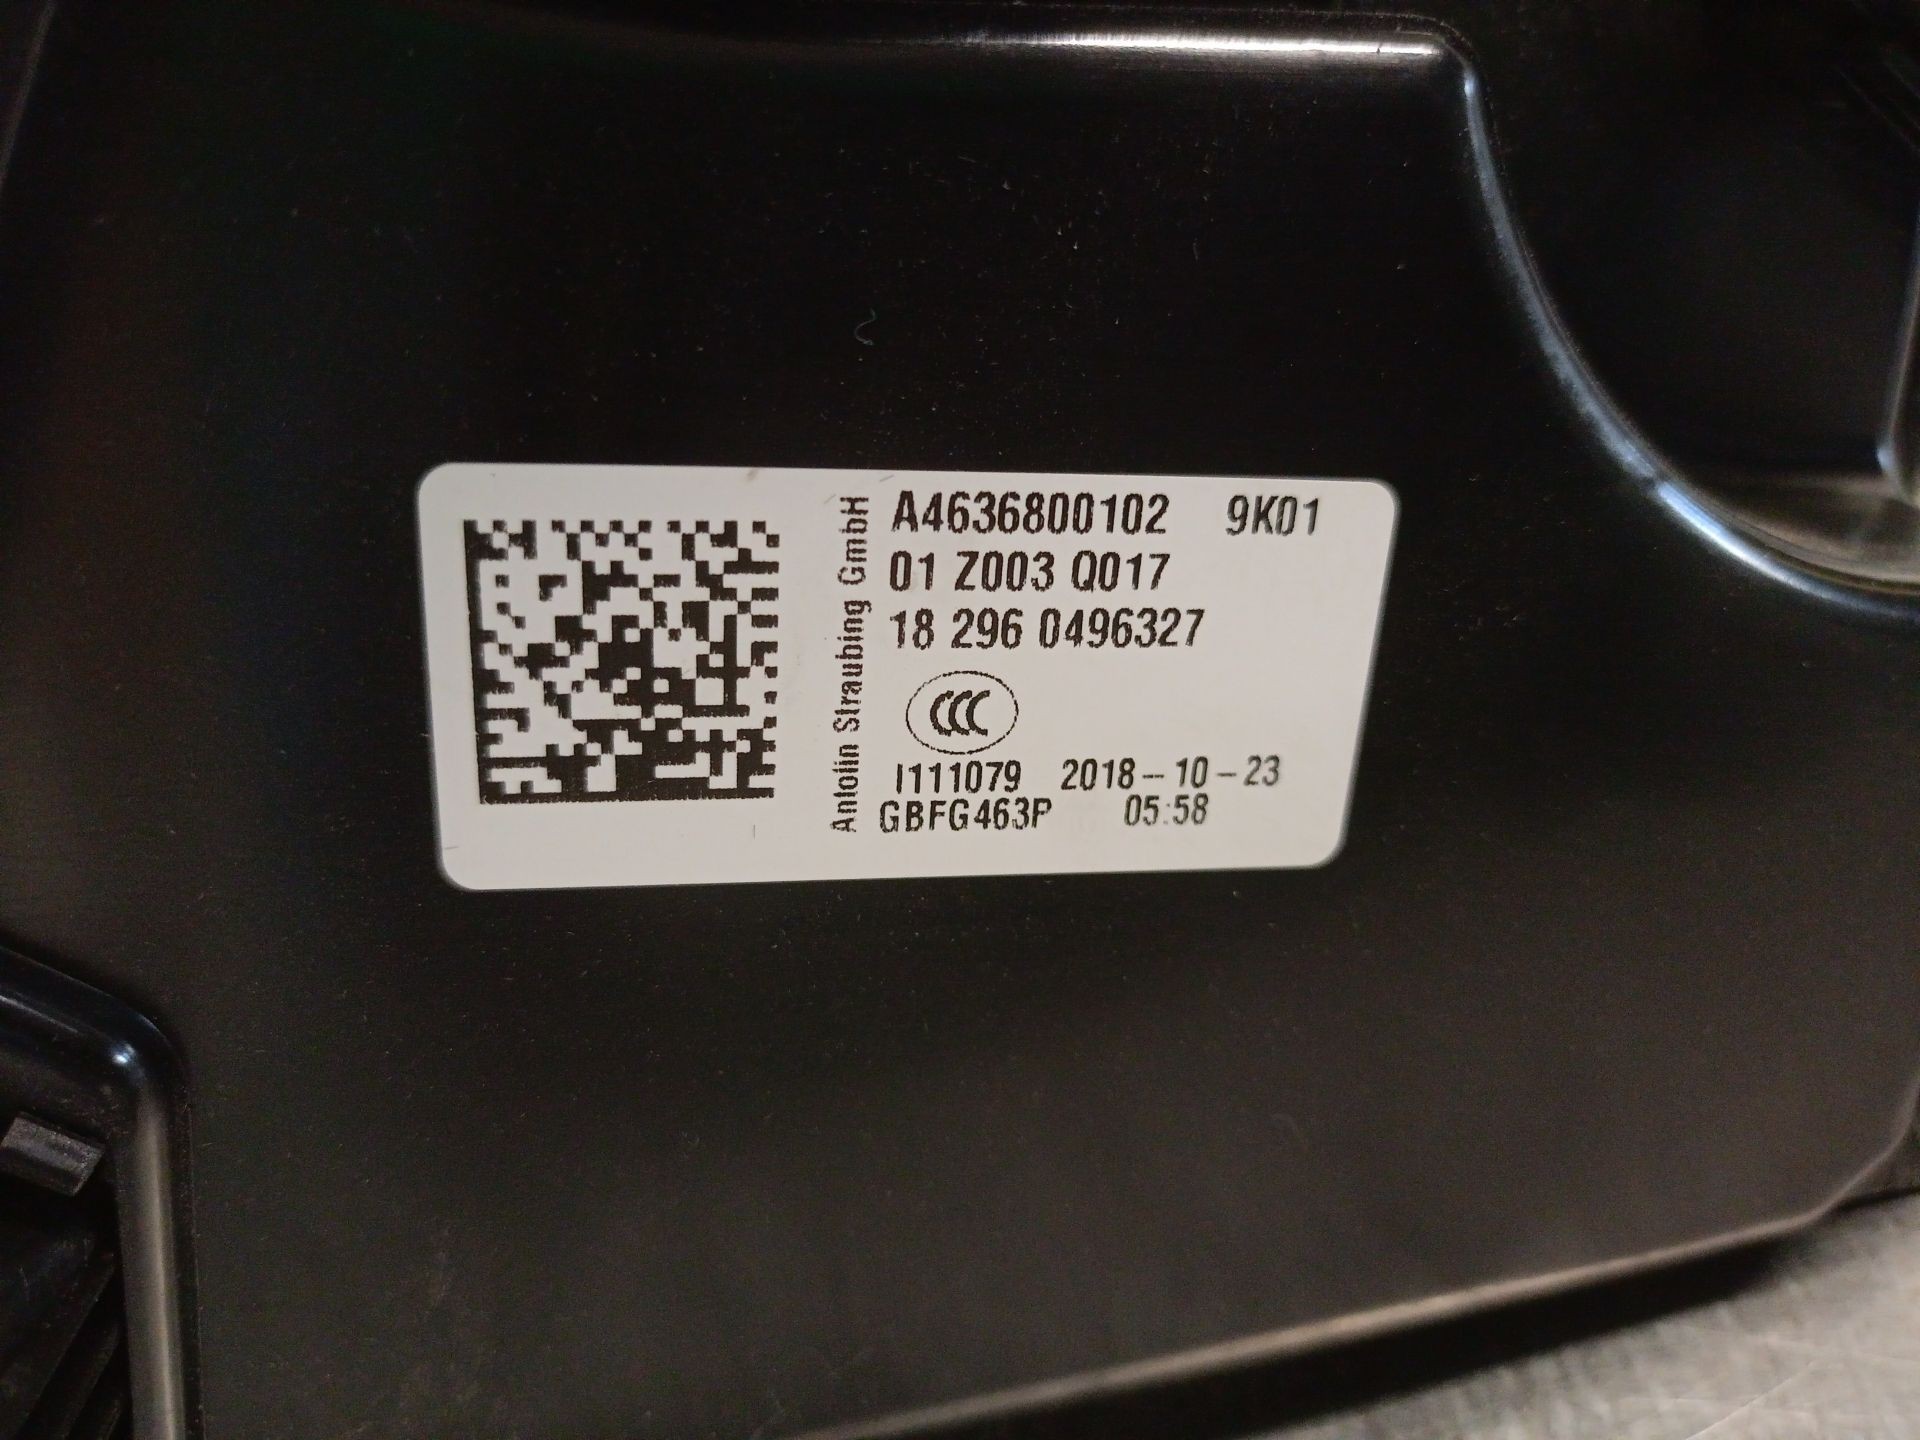 Antolin Straubing GmbH
A4636800102 9K01
01 Z003 Q017
18 296 0496327
CCC
I111079 2018-10-23
GBFG463P 05:58